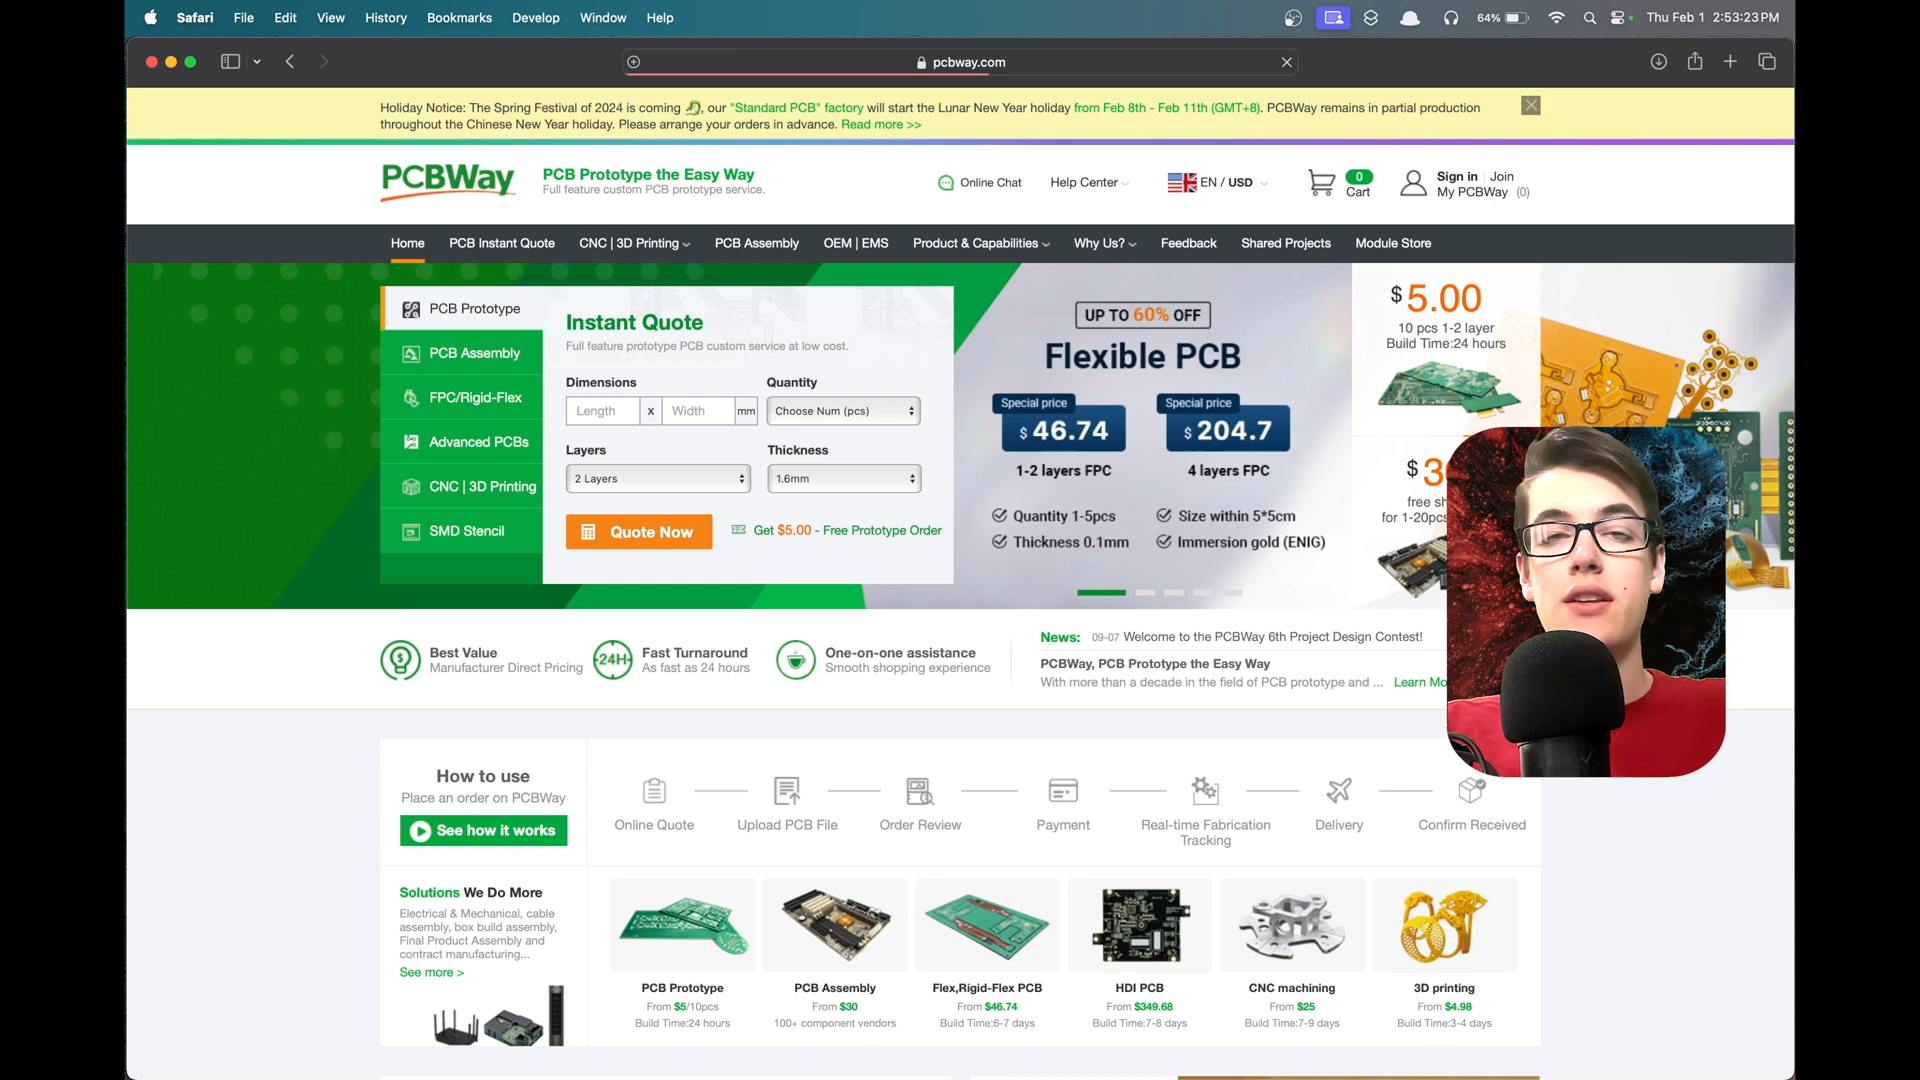 Safari File Edit View History Bookmarks Develop Window Help
64% Thu Feb 1 2:53:23 PM
pcbway.com
Holiday Notice: The Spring Festival of 2024 is coming 🐉, our "Standard PCB" factory will start the Lunar New Year holiday from Feb 8th - Feb 11th (GMT+8). PCBWay remains in partial production
throughout the Chinese New Year holiday. Please arrange your orders in advance. Read more >>
PCBWay
PCB Prototype the Easy Way
Full feature custom PCB prototype service.
Online Chat
Help Center
EN / USD
0
Cart
Sign in Join
My PCBWay (0)
Home PCB Instant Quote CNC | 3D Printing PCB Assembly OEM | EMS Product & Capabilities Why Us? Feedback Shared Projects Module Store
PCB Prototype
PCB Assembly
FPC/Rigid-Flex
Advanced PCBs
CNC | 3D Printing
SMD Stencil
Instant Quote
Full feature prototype PCB custom service at low cost.
Dimensions Quantity
Length x Width mm Choose Num (pcs)
Layers Thickness
2 Layers 1.6mm
Quote Now Get $5.00 - Free Prototype Order
UP TO 60% OFF
Flexible PCB
Special price Special price
$ 46.74 $ 204.7
1-2 layers FPC 4 layers FPC
Quantity 1-5pcs Size within 5*5cm
Thickness 0.1mm Immersion gold (ENIG)
$5.00
10 pcs 1-2 layer
Build Time:24 hours
free
for 1-20pcs
Best Value
Manufacturer Direct Pricing
24H
Fast Turnaround
As fast as 24 hours
One-on-one assistance
Smooth shopping experience
News: 09-07 Welcome to the PCBWay 6th Project Design Contest!
PCBWay, PCB Prototype the Easy Way
With more than a decade in the field of PCB prototype and ... Learn
How to use
Place an order on PCBWay
See how it works
Online Quote
Upload PCB File
Order Review
Payment
Real-time Fabrication
Tracking
Delivery
Confirm Received
Solutions We Do More
Electrical & Mechanical, cable
assembly, box build assembly,
Final Product Assembly and
contract manufacturing...
See more >
PCB Prototype
From $5/10pcs
Build Time:24 hours
PCB Assembly
From $30
100+ component vendors
Flex,Rigid-Flex PCB
From $46.74
Build Time:6-7 days
HDI PCB
From $349.68
Build Time:7-8 days
CNC machining
From $25
Build Time:7-9 days
3D printing
From $4.98
Build Time:3-4 days